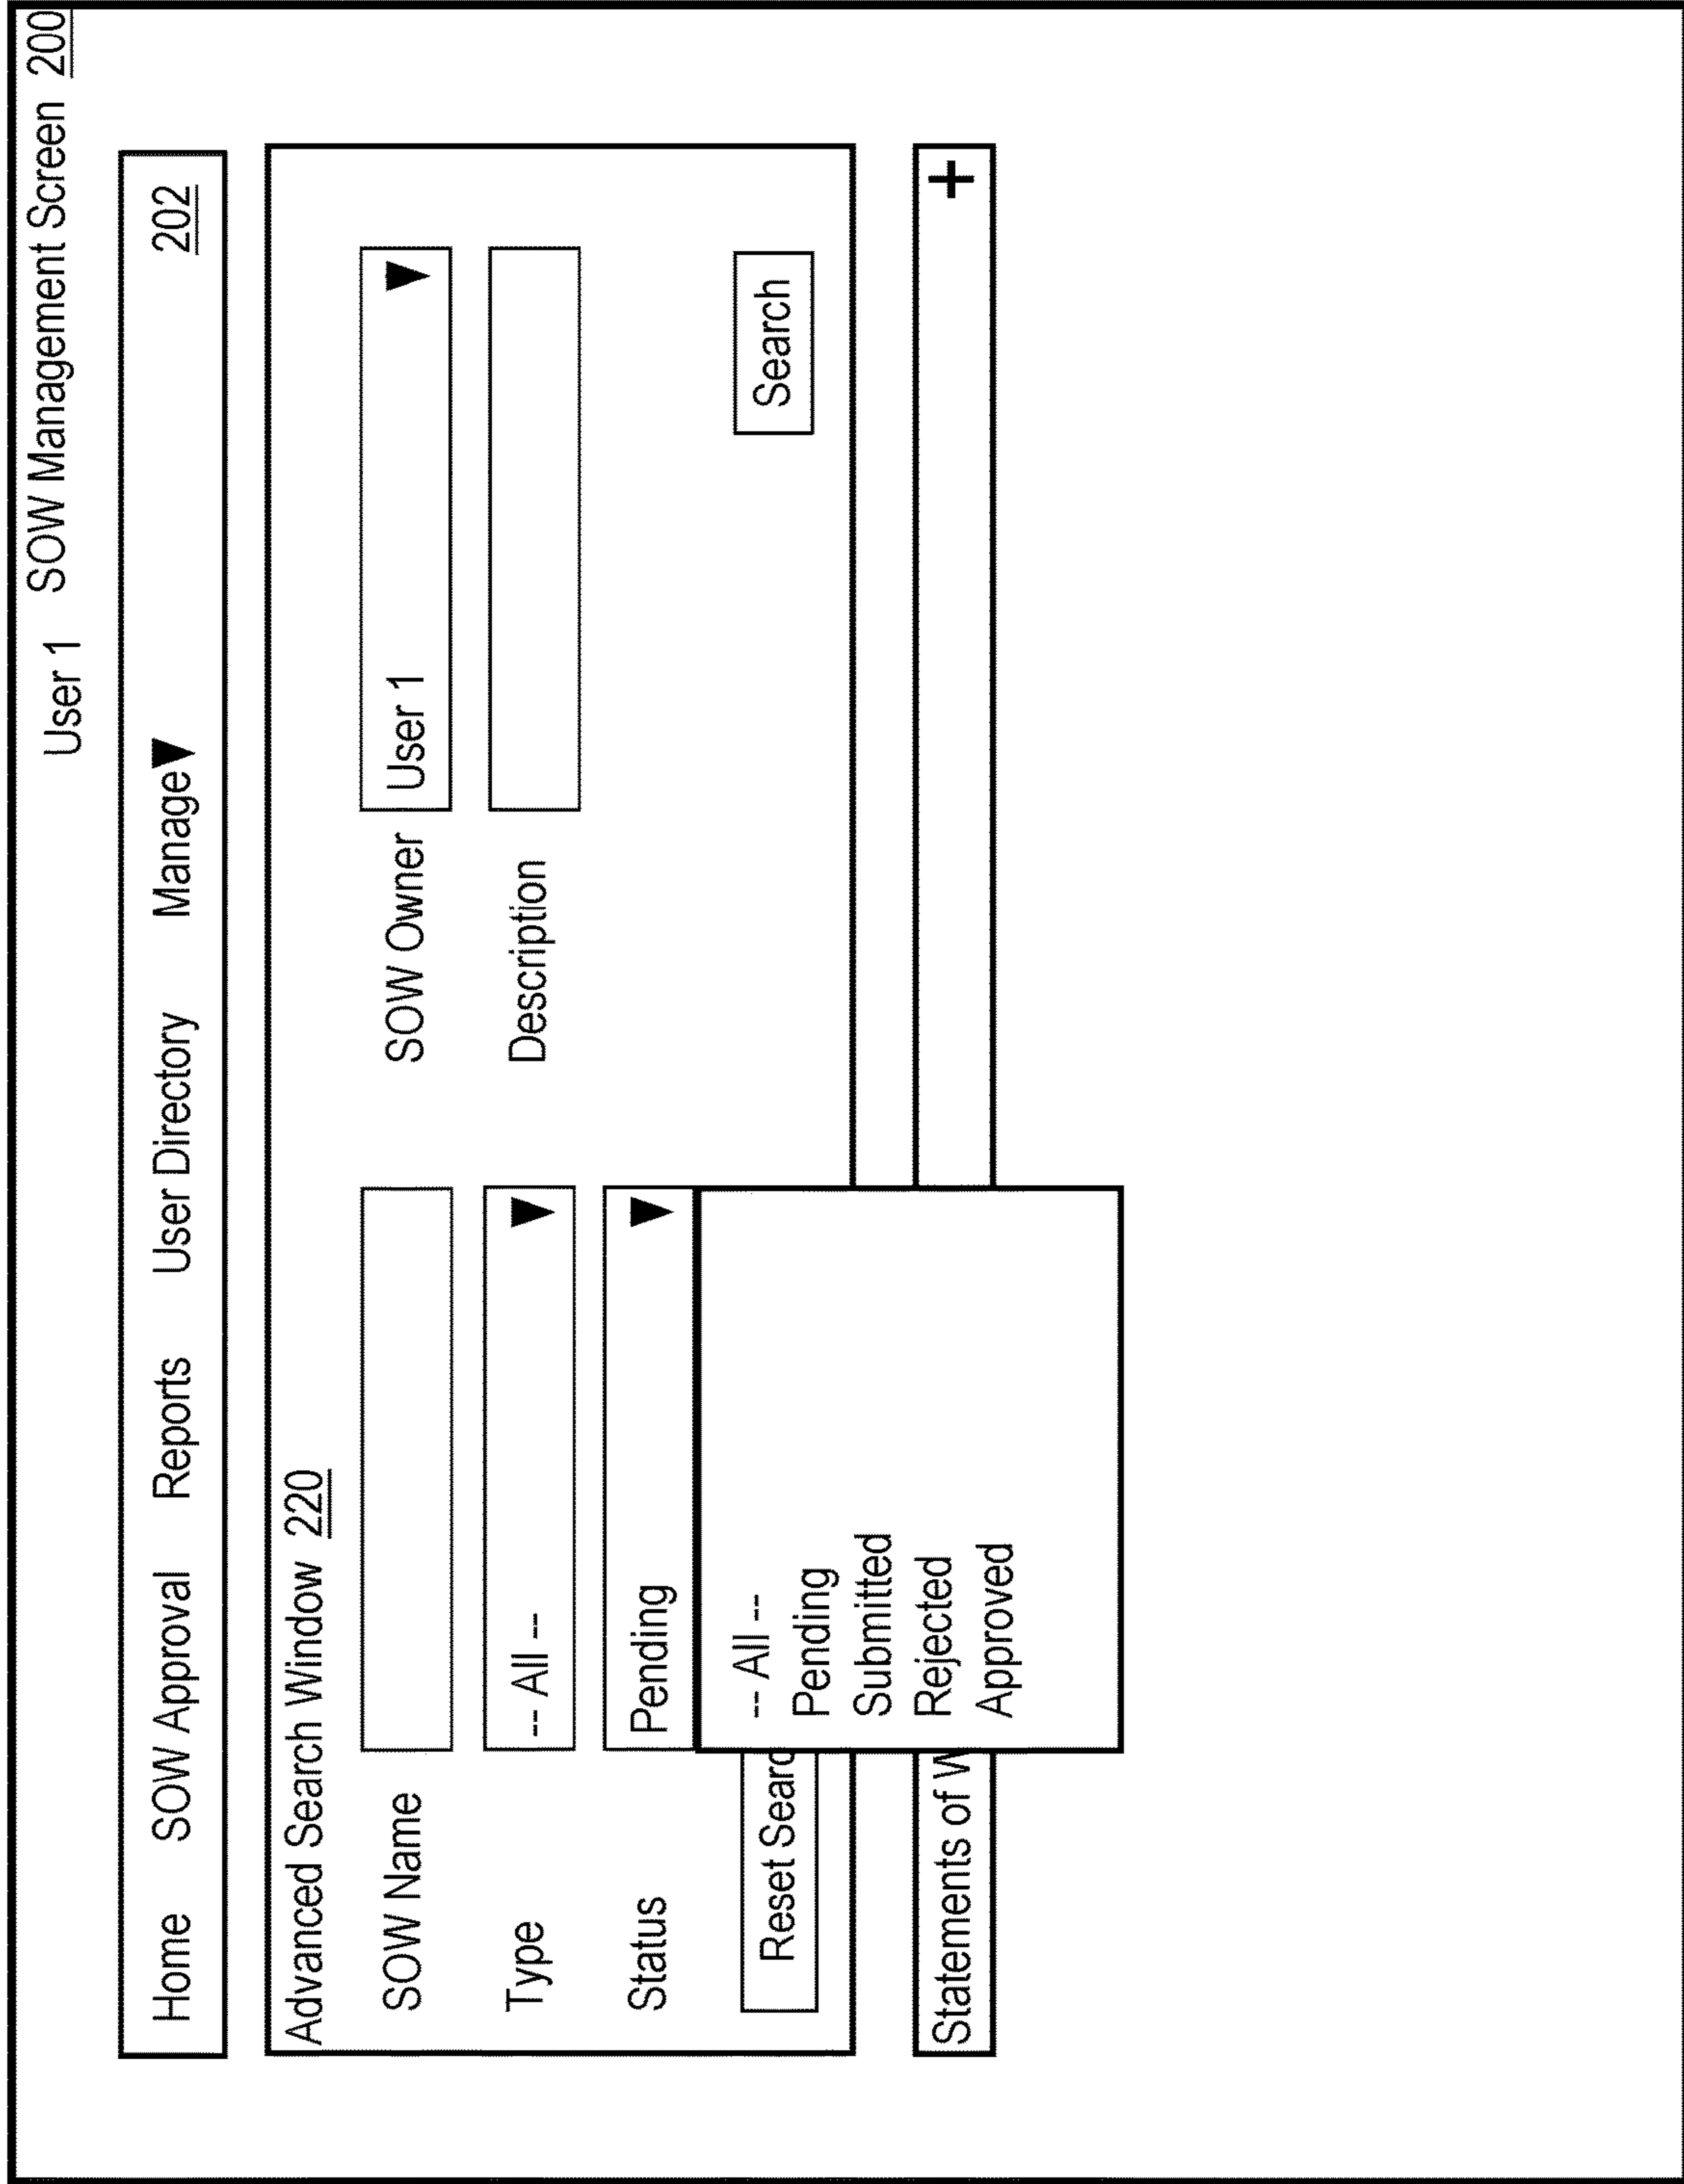 User 1 SOW Management Screen 200
Home SOW Approval Reports User Directory Manage▼ 202
Advanced Search Window 220
SOW Name
SOW Owner User 1 ▼
Type -- All -- ▼
Description
Status Pending ▼
-- All --
Pending
Submitted
Rejected
Approved
Reset Searc
Search
Statements of W
+